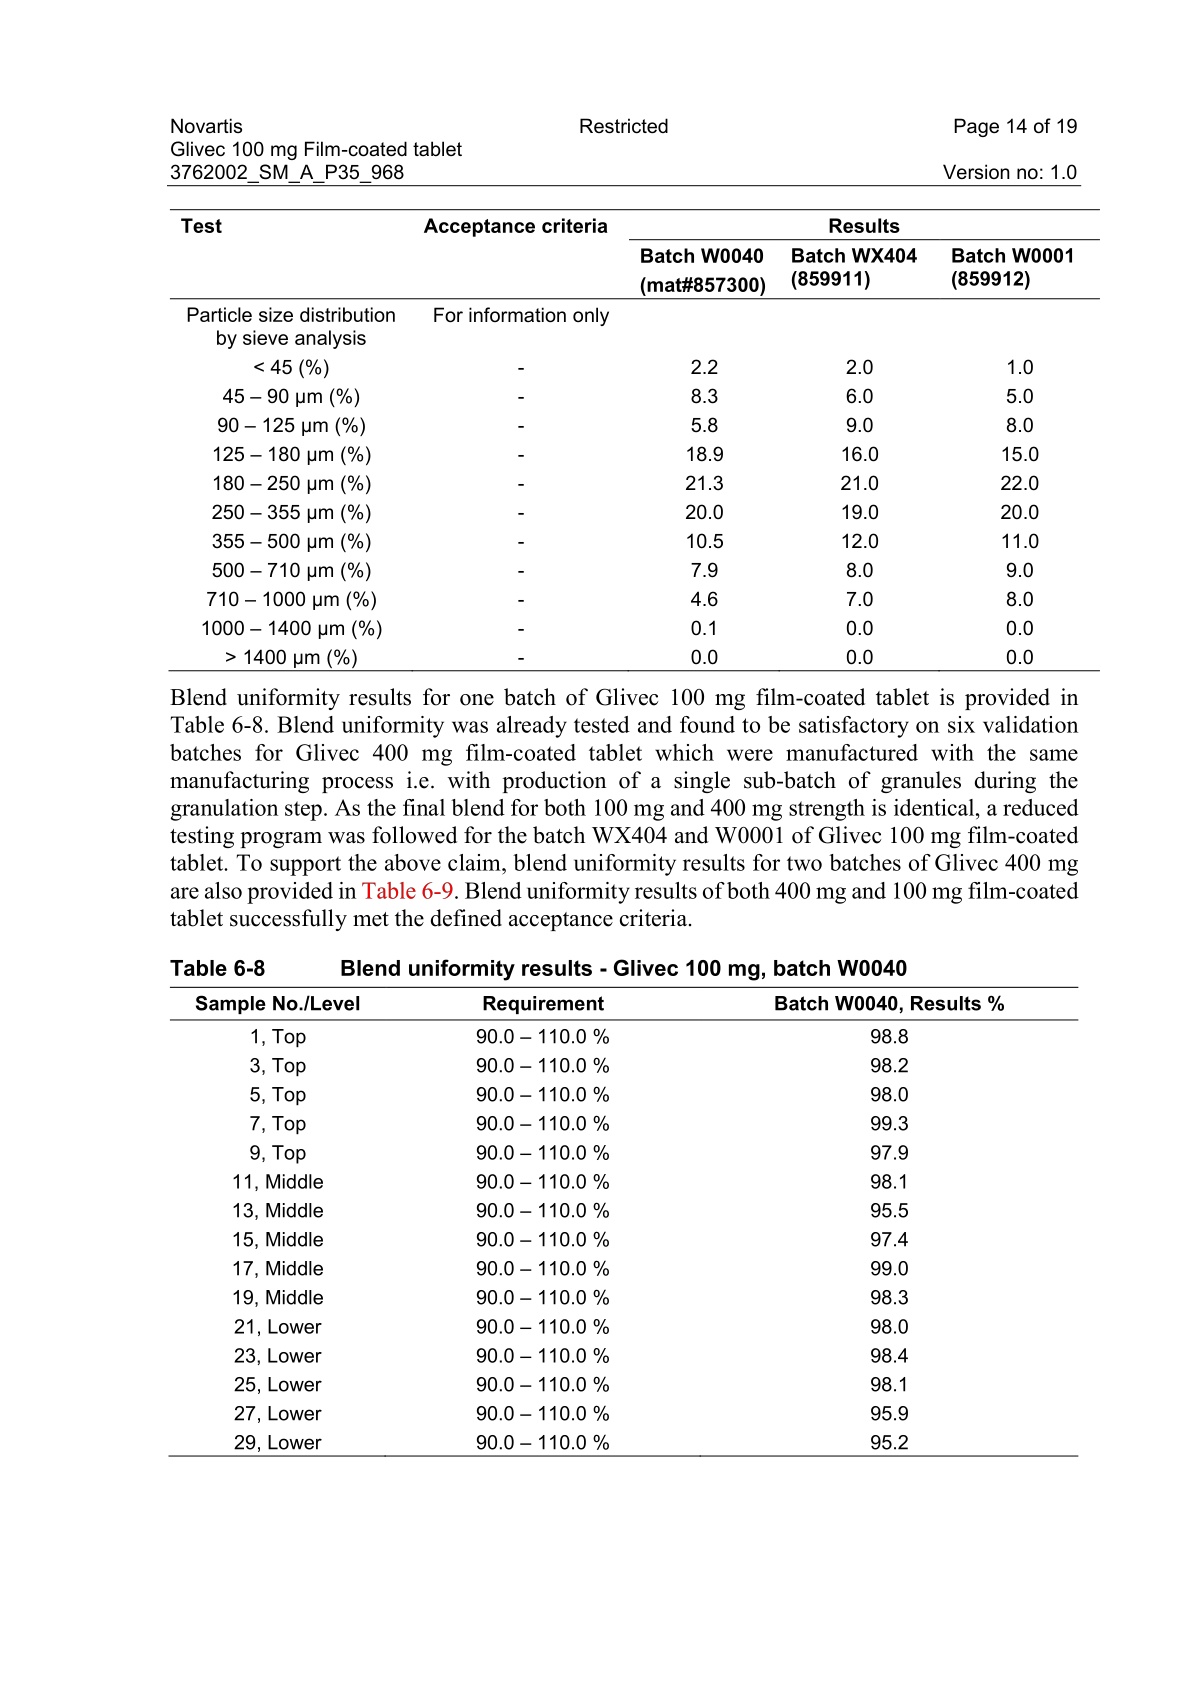 Novartis Restricted Page 14 of 19
Glivec 100 mg Film-coated tablet
3762002_SM_A_P35_968 Version no: 1.0
Test Acceptance criteria Results
Batch W0040 Batch WX404 Batch W0001
(mat#857300) (859911) (859912)
Particle size distribution For information only
by sieve analysis
< 45 (%) - 2.2 2.0 1.0
45 – 90 µm (%) - 8.3 6.0 5.0
90 – 125 µm (%) - 5.8 9.0 8.0
125 – 180 µm (%) - 18.9 16.0 15.0
180 – 250 µm (%) - 21.3 21.0 22.0
250 – 355 µm (%) - 20.0 19.0 20.0
355 – 500 µm (%) - 10.5 12.0 11.0
500 – 710 µm (%) - 7.9 8.0 9.0
710 – 1000 µm (%) - 4.6 7.0 8.0
1000 – 1400 µm (%) - 0.1 0.0 0.0
> 1400 µm (%) - 0.0 0.0 0.0
Blend uniformity results for one batch of Glivec 100 mg film-coated tablet is provided in
Table 6-8. Blend uniformity was already tested and found to be satisfactory on six validation
batches for Glivec 400 mg film-coated tablet which were manufactured with the same
manufacturing process i.e. with production of a single sub-batch of granules during the
granulation step. As the final blend for both 100 mg and 400 mg strength is identical, a reduced
testing program was followed for the batch WX404 and W0001 of Glivec 100 mg film-coated
tablet. To support the above claim, blend uniformity results for two batches of Glivec 400 mg
are also provided in Table 6-9. Blend uniformity results of both 400 mg and 100 mg film-coated
tablet successfully met the defined acceptance criteria.
Table 6-8 Blend uniformity results - Glivec 100 mg, batch W0040
Sample No./Level Requirement Batch W0040, Results %
1, Top 90.0 – 110.0 % 98.8
3, Top 90.0 – 110.0 % 98.2
5, Top 90.0 – 110.0 % 98.0
7, Top 90.0 – 110.0 % 99.3
9, Top 90.0 – 110.0 % 97.9
11, Middle 90.0 – 110.0 % 98.1
13, Middle 90.0 – 110.0 % 95.5
15, Middle 90.0 – 110.0 % 97.4
17, Middle 90.0 – 110.0 % 99.0
19, Middle 90.0 – 110.0 % 98.3
21, Lower 90.0 – 110.0 % 98.0
23, Lower 90.0 – 110.0 % 98.4
25, Lower 90.0 – 110.0 % 98.1
27, Lower 90.0 – 110.0 % 95.9
29, Lower 90.0 – 110.0 % 95.2